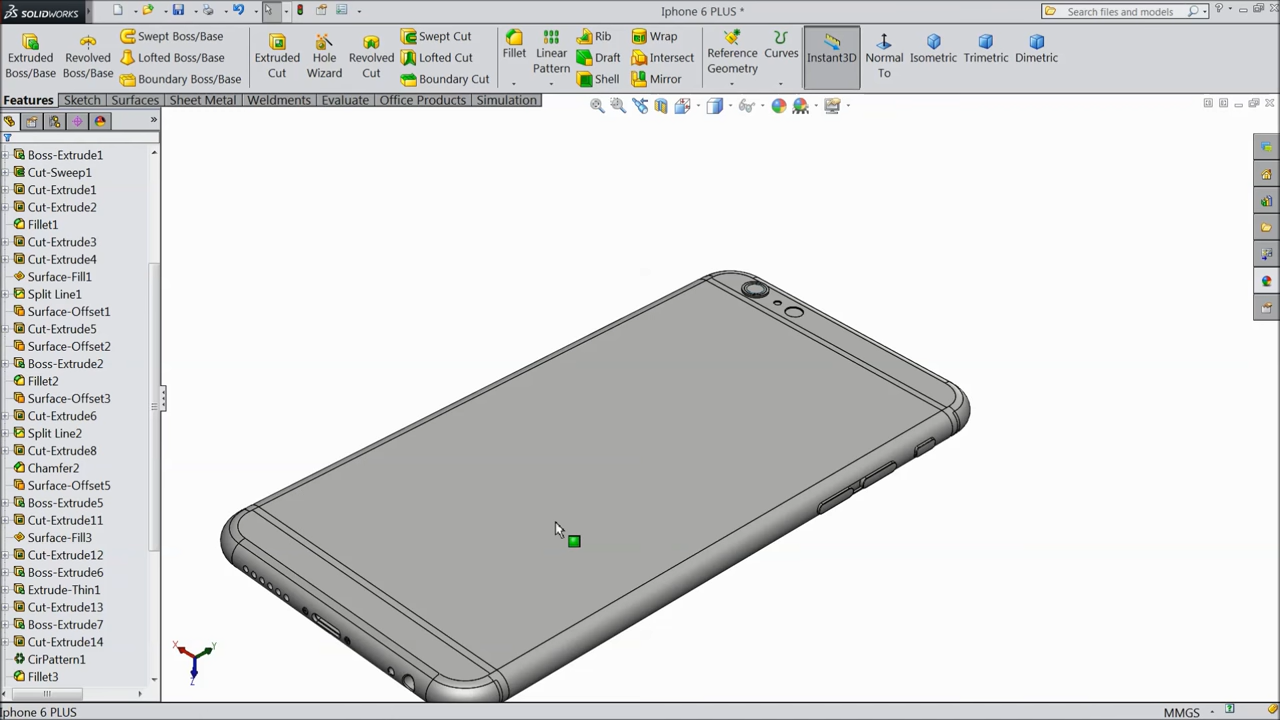 SOLIDWORKS
Iphone 6 PLUS *
Search files and models
Extruded Boss/Base
Revolved Boss/Base
Swept Boss/Base
Lofted Boss/Base
Boundary Boss/Base
Extruded Cut
Hole Wizard
Revolved Cut
Swept Cut
Lofted Cut
Boundary Cut
Fillet
Linear Pattern
Rib
Draft
Shell
Wrap
Intersect
Mirror
Reference Geometry
Curves
Instant3D
Normal To
Isometric
Trimetric
Dimetric
Features Sketch Surfaces Sheet Metal Weldments Evaluate Office Products Simulation
Boss-Extrude1
Cut-Sweep1
Cut-Extrude1
Cut-Extrude2
Fillet1
Cut-Extrude3
Cut-Extrude4
Surface-Fill1
Split Line1
Surface-Offset1
Cut-Extrude5
Surface-Offset2
Boss-Extrude2
Fillet2
Surface-Offset3
Cut-Extrude6
Split Line2
Cut-Extrude8
Chamfer2
Surface-Offset5
Boss-Extrude5
Cut-Extrude11
Surface-Fill3
Cut-Extrude12
Boss-Extrude6
Extrude-Thin1
Cut-Extrude13
Boss-Extrude7
Cut-Extrude14
CirPattern1
Fillet3
X Y
Z
Iphone 6 PLUS
MMGS